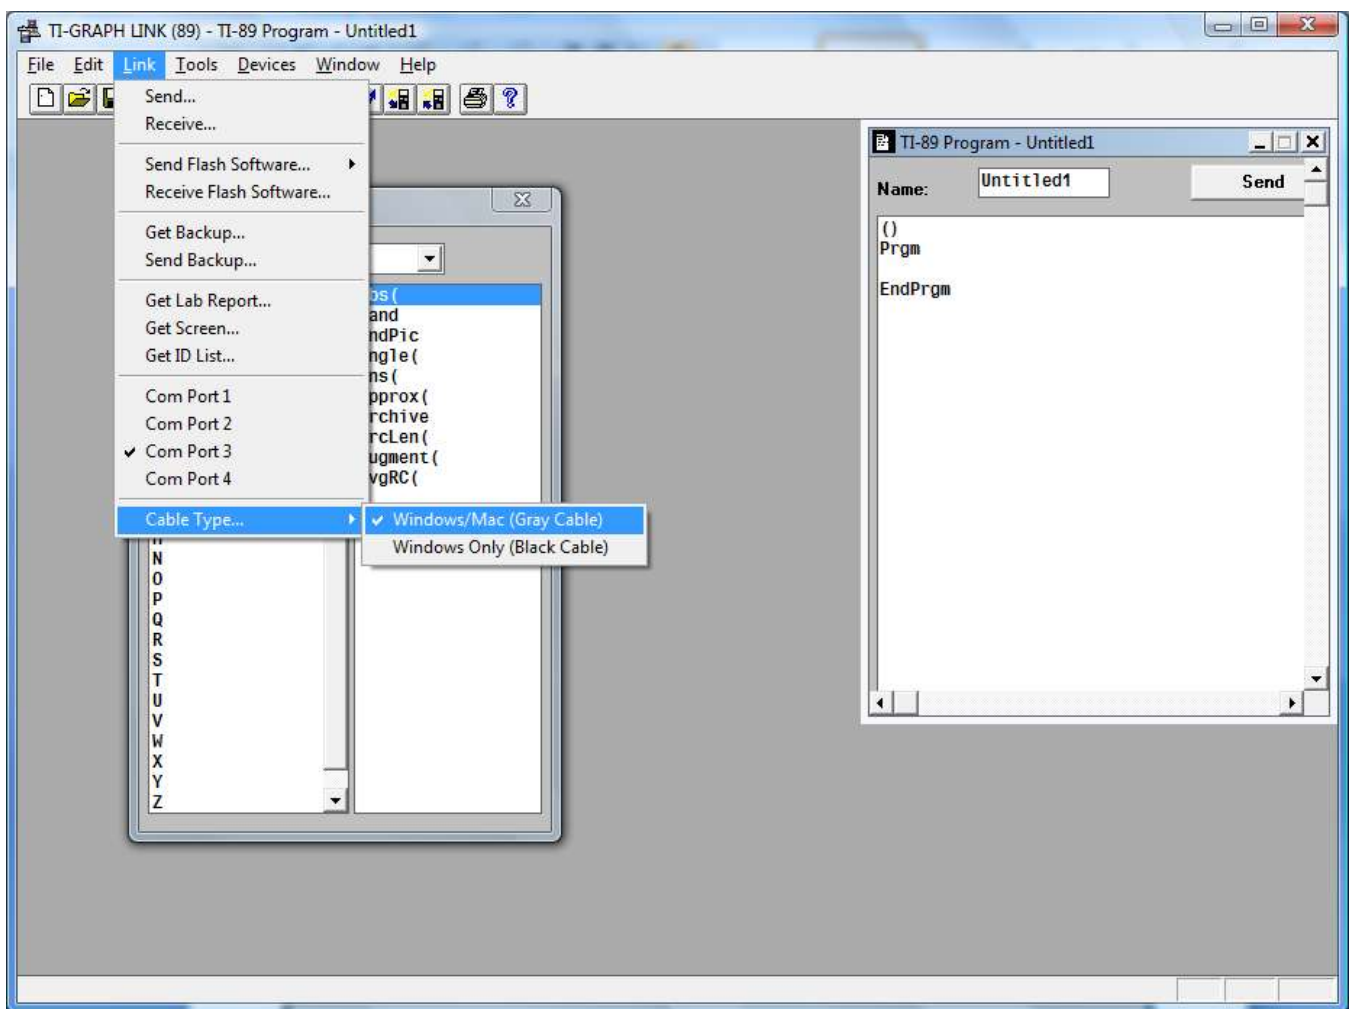 TI-GRAPH LINK (89) - TI-89 Program - Untitled1
File Edit Link Tools Devices Window Help
Send...
Receive...
Send Flash Software...
Receive Flash Software...
Get Backup...
Send Backup...
Get Lab Report...
Get Screen...
Get ID List...
Com Port 1
Com Port 2
Com Port 3
Com Port 4
Cable Type...
Windows/Mac (Gray Cable)
Windows Only (Black Cable)
bs(
and
ndPic
ngle(
ns(
pprox(
rchive
rcLen(
ugment(
vgRC(
N
O
P
Q
R
S
T
U
V
W
X
Y
Z
TI-89 Program - Untitled1
Name: Untitled1 Send
()
Prgm
EndPrgm